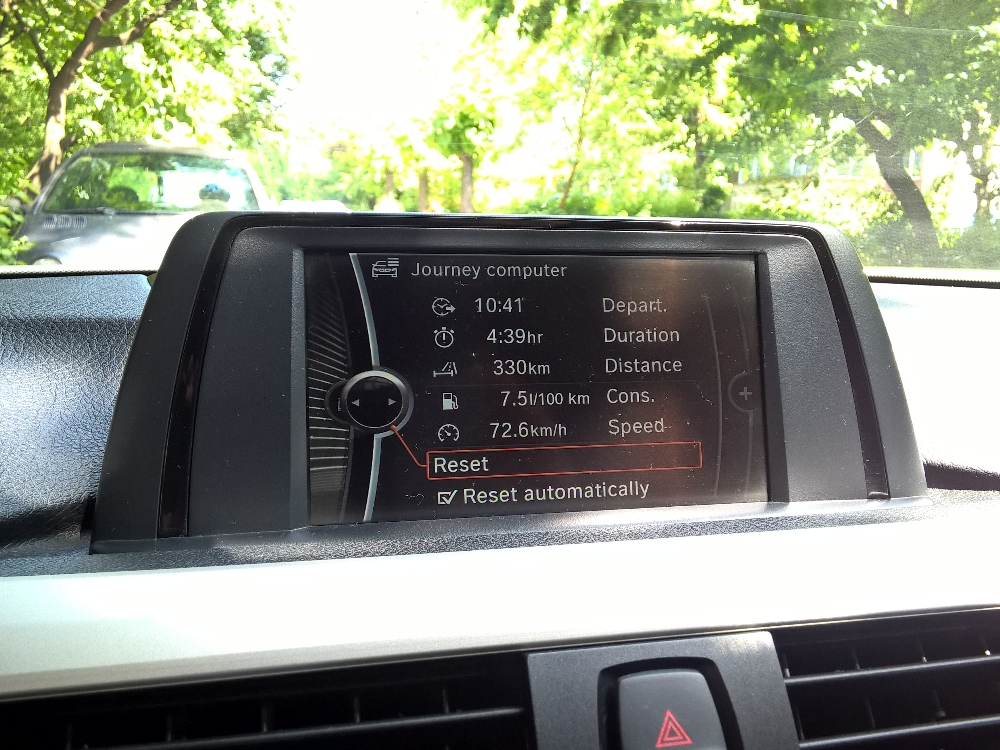 Journey computer
10:41 Depart.
4:39hr Duration
330km Distance
7.5l/100 km Cons.
72.6km/h Speed
Reset
Reset automatically